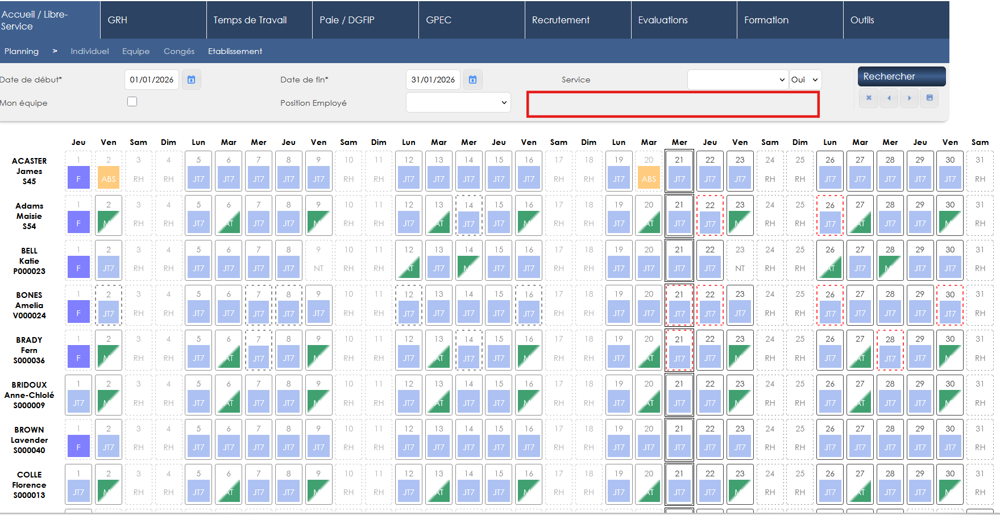 Accueil / Libre-
Service
GRH
Temps de Travail
Paie / DGFIP
GPEC
Recrutement
Evaluations
Formation
Outils
Planning > Individuel Equipe Congés Etablissement
Date de début* 01/01/2026 Date de fin* 31/01/2026 Service Oui Rechercher
Mon équipe Position Employé
Jeu Ven Sam Dim Lun Mar Mer Jeu Ven Sam Dim Lun Mar Mer Jeu Ven Sam Dim Lun Mar Mer Jeu Ven Sam Dim Lun Mar Mer Jeu Ven Sam
ACASTER
James
S45
1 2 3 4 5 6 7 8 9 10 11 12 13 14 15 16 17 18 19 20 21 22 23 24 25 26 27 28 29 30 31
F ABS RH RH JT7 JT7 JT7 JT7 JT7 RH RH JT7 JT7 JT7 JT7 JT7 RH RH JT7 ABS JT7 JT7 JT7 RH RH JT7 JT7 JT7 JT7 JT7 RH
Adams
Maisie
S54
1 2 3 4 5 6 7 8 9 10 11 12 13 14 15 16 17 18 19 20 21 22 23 24 25 26 27 28 29 30 31
F M RH RH JT7 AT JT7 JT7 M RH RH JT7 AT JT7 JT7 M RH RH JT7 AT JT7 JT7 M RH RH JT7 AT JT7 JT7 M RH
BELL
Katie
P000023
1 2 3 4 5 6 7 8 9 10 11 12 13 14 15 16 17 18 19 20 21 22 23 24 25 26 27 28 29 30 31
F JT7 RH RH JT7 JT7 JT7 JT7 NT RH RH AT JT7 M JT7 JT7 RH RH JT7 JT7 JT7 JT7 NT RH RH AT JT7 M JT7 JT7 RH
BONES
Amelia
V000024
1 2 3 4 5 6 7 8 9 10 11 12 13 14 15 16 17 18 19 20 21 22 23 24 25 26 27 28 29 30 31
F JT7 RH RH JT7 JT7 JT7 JT7 JT7 RH RH JT7 JT7 JT7 JT7 JT7 RH RH JT7 JT7 JT7 JT7 JT7 RH RH JT7 JT7 JT7 JT7 JT7 RH
BRADY
Fern
S000036
1 2 3 4 5 6 7 8 9 10 11 12 13 14 15 16 17 18 19 20 21 22 23 24 25 26 27 28 29 30 31
F M RH RH JT7 AT JT7 JT7 M RH RH JT7 AT JT7 JT7 M RH RH JT7 AT JT7 JT7 M RH RH JT7 AT JT7 JT7 M RH
BRIDOUX
Anne-Chlolé
S000009
1 2 3 4 5 6 7 8 9 10 11 12 13 14 15 16 17 18 19 20 21 22 23 24 25 26 27 28 29 30 31
JT7 M RH RH JT7 AT JT7 JT7 M RH RH JT7 AT JT7 JT7 M RH RH JT7 AT JT7 JT7 M RH RH JT7 AT JT7 JT7 M RH
BROWN
Lavender
S000040
1 2 3 4 5 6 7 8 9 10 11 12 13 14 15 16 17 18 19 20 21 22 23 24 25 26 27 28 29 30 31
F JT7 RH RH JT7 JT7 JT7 JT7 JT7 RH RH JT7 JT7 JT7 JT7 JT7 RH RH JT7 JT7 JT7 JT7 JT7 RH RH JT7 JT7 JT7 JT7 JT7 RH
COLLE
Florence
S000013
1 2 3 4 5 6 7 8 9 10 11 12 13 14 15 16 17 18 19 20 21 22 23 24 25 26 27 28 29 30 31
JT7 M RH RH JT7 AT JT7 JT7 M RH RH JT7 AT JT7 JT7 M RH RH JT7 AT JT7 JT7 M RH RH JT7 AT JT7 JT7 M RH